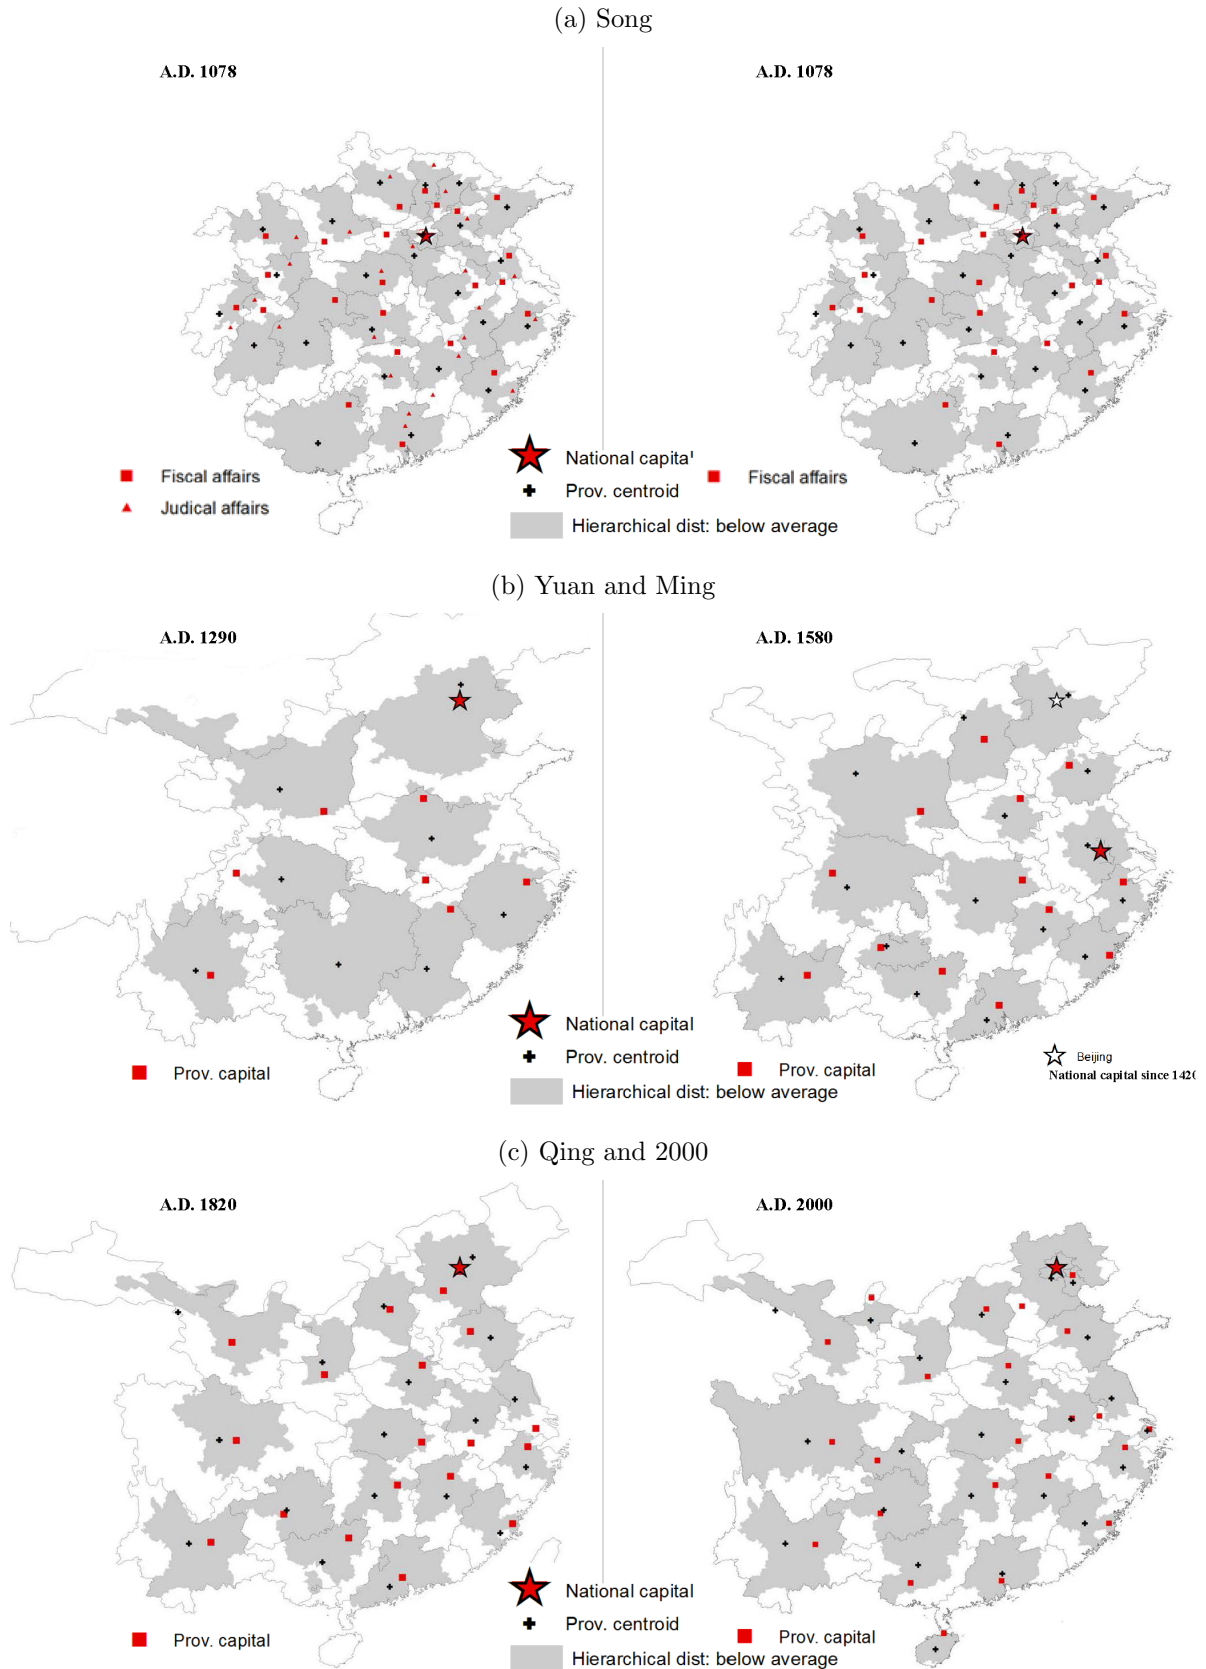 (a) Song
A.D. 1078
A.D. 1078
National capital
Fiscal affairs
Prov. centroid
Fiscal affairs
Judical affairs
Hierarchical dist: below average
(b) Yuan and Ming
A.D. 1290
A.D. 1580
National capital
Prov. centroid
Beijing
Prov. capital
Prov. capital
National capital since 142
Hierarchical dist: below average
(c) Qing and 2000
A.D. 1820
A.D. 2000
National capital
Prov. centroid
Prov. capital
Prov. capital
Hierarchical dist: below average